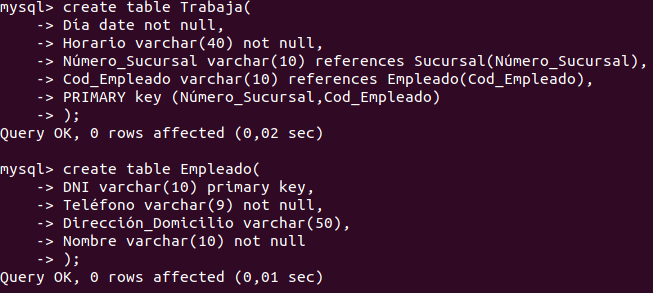 mysql> create table Trabaja(
    -> Día date not null,
    -> Horario varchar(40) not null,
    -> Número_Sucursal varchar(10) references Sucursal(Número_Sucursal),
    -> Cod_Empleado varchar(10) references Empleado(Cod_Empleado),
    -> PRIMARY key (Número_Sucursal,Cod_Empleado)
    -> );
Query OK, 0 rows affected (0,02 sec)

mysql> create table Empleado(
    -> DNI varchar(10) primary key,
    -> Teléfono varchar(9) not null,
    -> Dirección_Domicilio varchar(50),
    -> Nombre varchar(10) not null
    -> );
Query OK, 0 rows affected (0,01 sec)